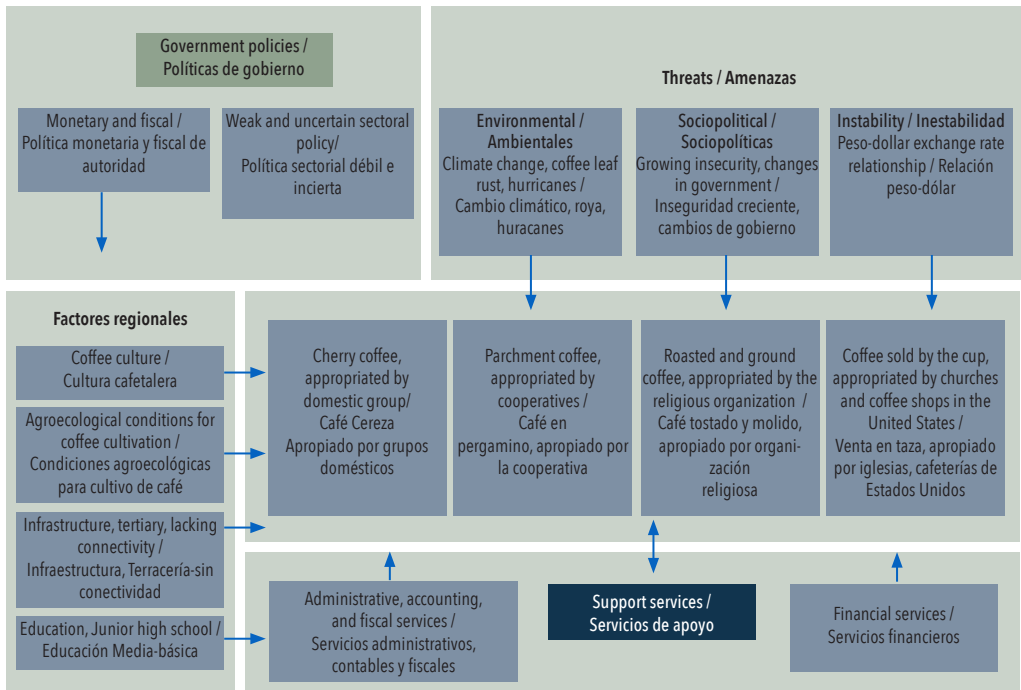 Government policies /
Políticas de gobierno
Monetary and fiscal /
Política monetaria y fiscal de
autoridad
Weak and uncertain sectoral
policy/
Política sectorial débil e
incierta
Threats / Amenazas
Environmental /
Ambientales
Climate change, coffee leaf
rust, hurricanes /
Cambio climático, roya,
huracanes
Sociopolitical /
Sociopolíticas
Growing insecurity, changes
in government /
Inseguridad creciente,
cambios de gobierno
Instability / Inestabilidad
Peso-dollar exchange rate
relationship / Relación
peso-dólar
Factores regionales
Coffee culture /
Cultura cafetalera
Agroecological conditions for
coffee cultivation /
Condiciones agroecológicas
para cultivo de café
Infrastructure, tertiary, lacking
connectivity /
Infraestructura, Terracería-sin
conectividad
Education, Junior high school /
Educación Media-básica
Cherry coffee,
appropriated by
domestic group/
Café Cereza
Apropiado por grupos
domésticos
Parchment coffee,
appropriated by
cooperatives /
Café en
pergamino, apropiado por
la cooperativa
Roasted and ground
coffee, appropriated by the
religious organization /
Café tostado y molido,
apropiado por organi-
zación
religiosa
Coffee sold by the cup,
appropriated by churches
and coffee shops in the
United States /
Venta en taza, apropiado
por iglesias, cafeterías de
Estados Unidos
Administrative, accounting,
and fiscal services /
Servicios administrativos,
contables y fiscales
Support services /
Servicios de apoyo
Financial services /
Servicios financieros